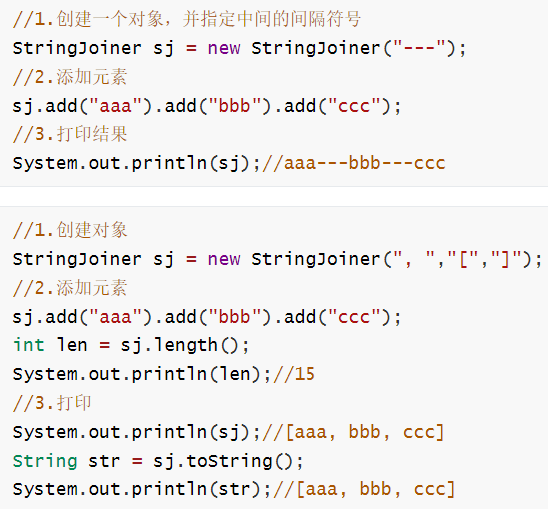 //1.创建一个对象，并指定中间的间隔符号
StringJoiner sj = new StringJoiner("---");
//2.添加元素
sj.add("aaa").add("bbb").add("ccc");
//3.打印结果
System.out.println(sj);//aaa---bbb---ccc
//1.创建对象
StringJoiner sj = new StringJoiner(", ","[","]");
//2.添加元素
sj.add("aaa").add("bbb").add("ccc");
int len = sj.length();
System.out.println(len);//15
//3.打印
System.out.println(sj);//[aaa, bbb, ccc]
String str = sj.toString();
System.out.println(str);//[aaa, bbb, ccc]